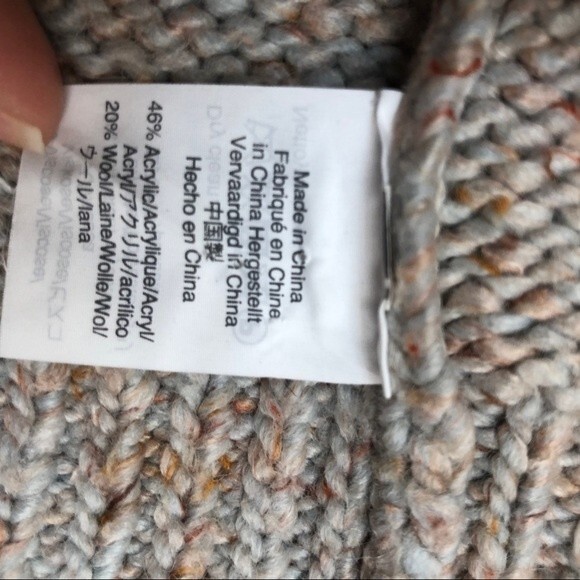 Made in China
Fabriqué en Chine
in China Hergestellt
Vervaardigd in China
中国製
Hecho en China
46% Acrylic/Acrylique/Acryl/
Acryl/アクリル/acrílico
20% Wool/Laine/Wolle/Wol/
ウール/lana